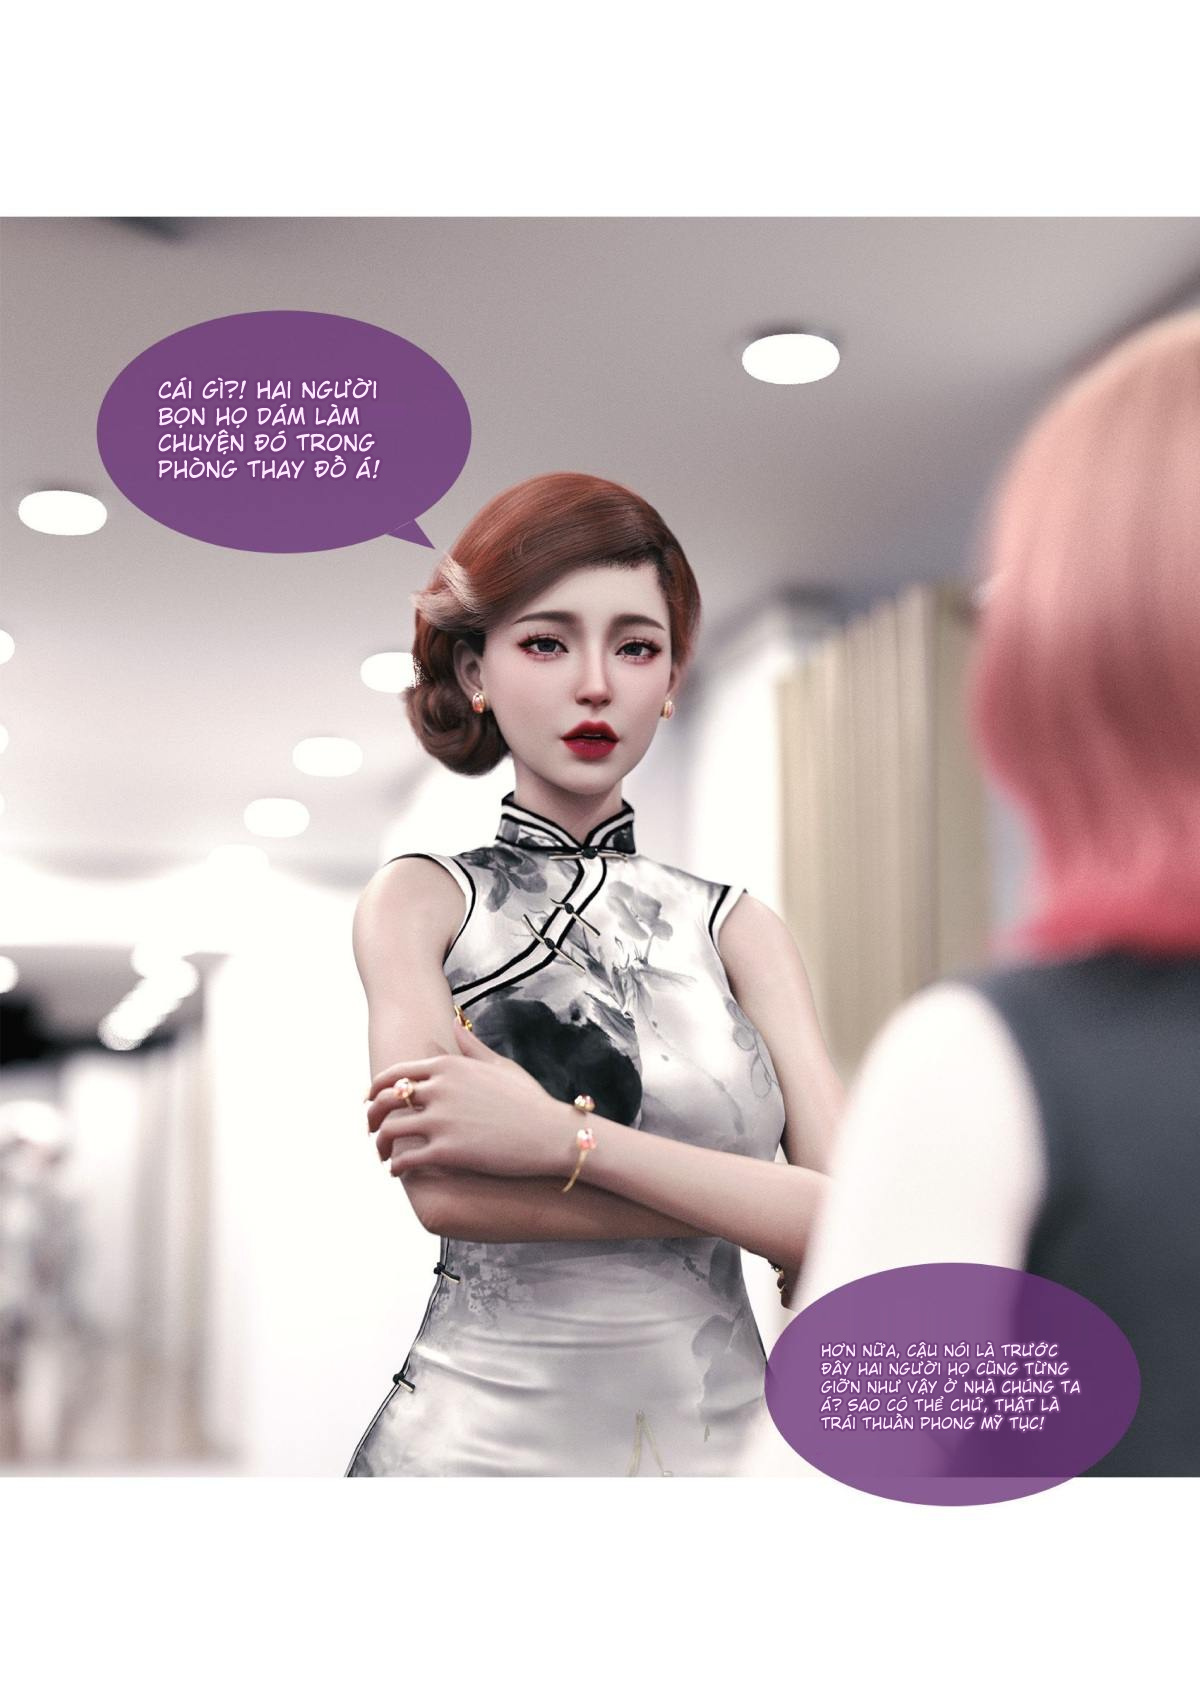 CÁI GÌ?! HAI NGƯỜI
BỌN HỌ DÁM LÀM
CHUYỆN ĐÓ TRONG
PHÒNG THAY ĐỒ Á!
HƠN NỮA, CẬU NÓI LÀ TRƯỚC
ĐÂY HAI NGƯỜI HỌ CŨNG TỪNG
GIỠN NHƯ VẬY Ở NHÀ CHÚNG TA
Á? SAO CÓ THỂ CHỨ, THẬT LÀ
TRÁI THUẦN PHONG MỸ TỤC!